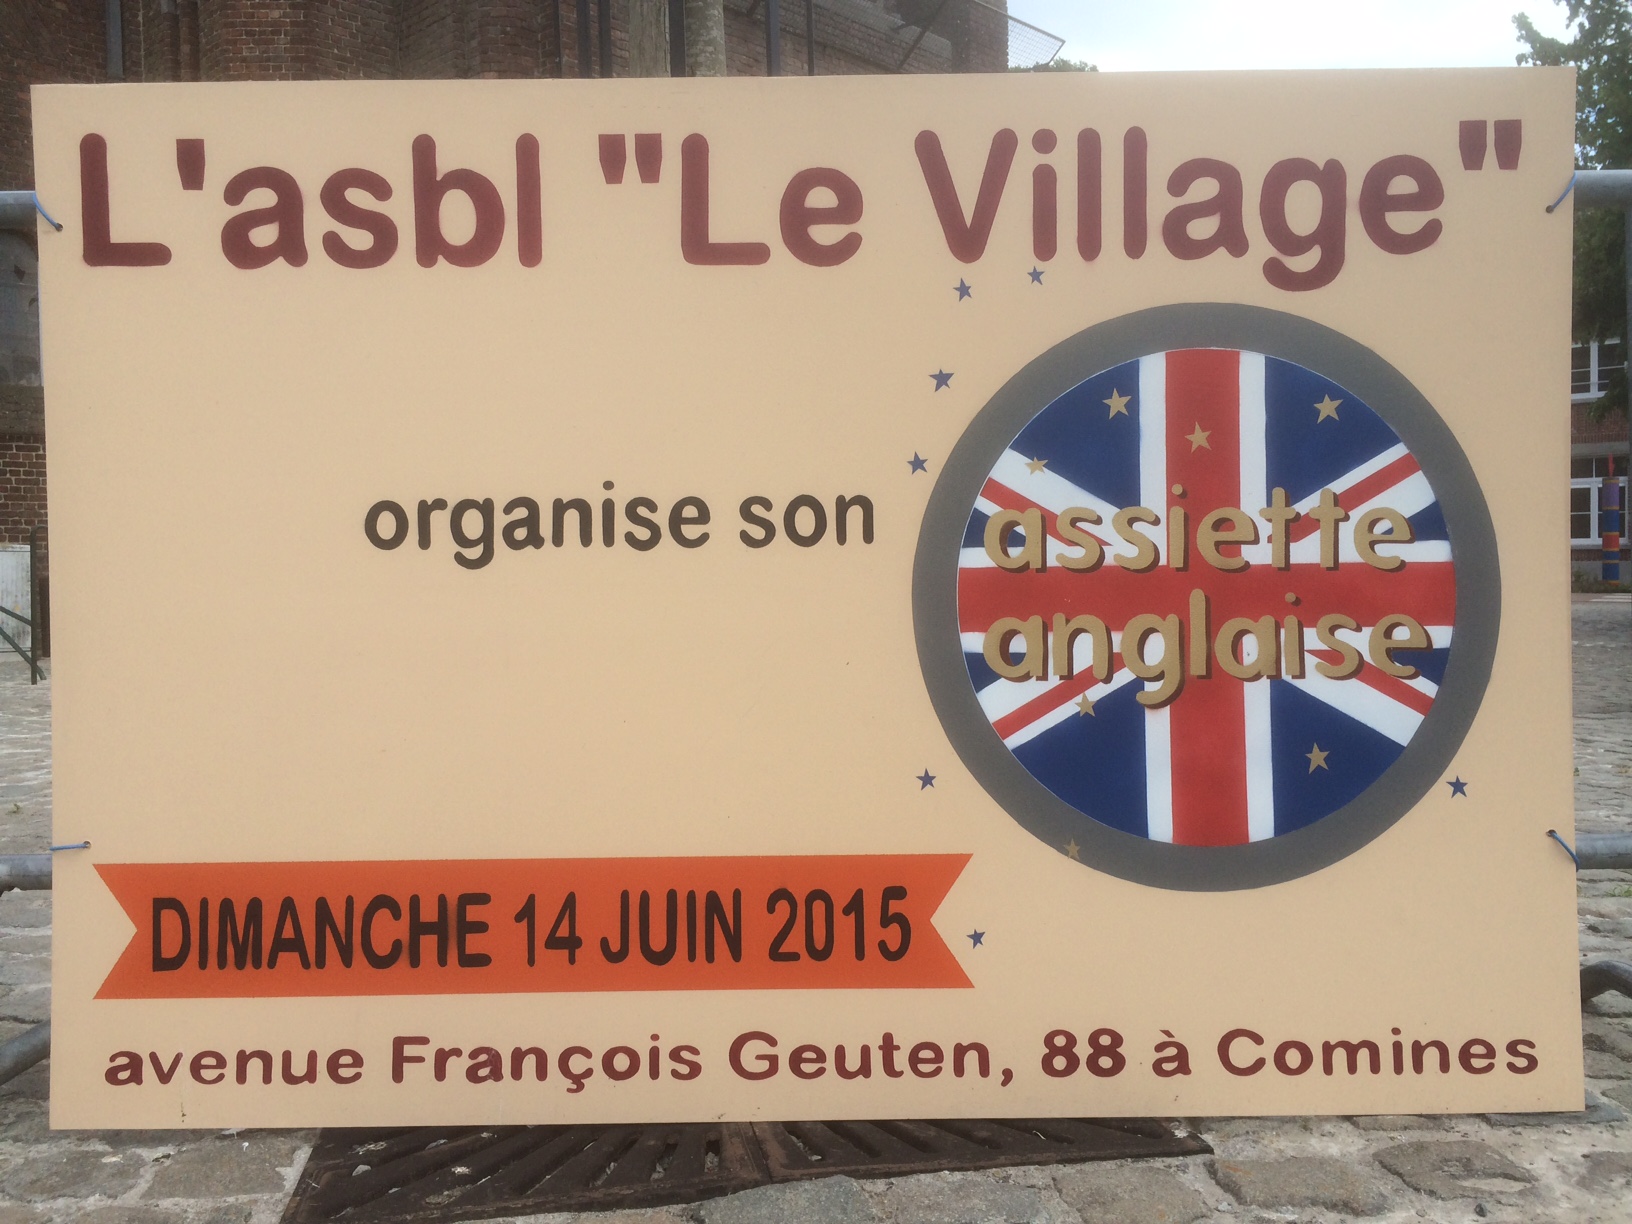 L'asbl "Le Village"
organise son
assiette
anglaise
DIMANCHE 14 JUIN 2015
avenue François Geuten, 88 à Comines